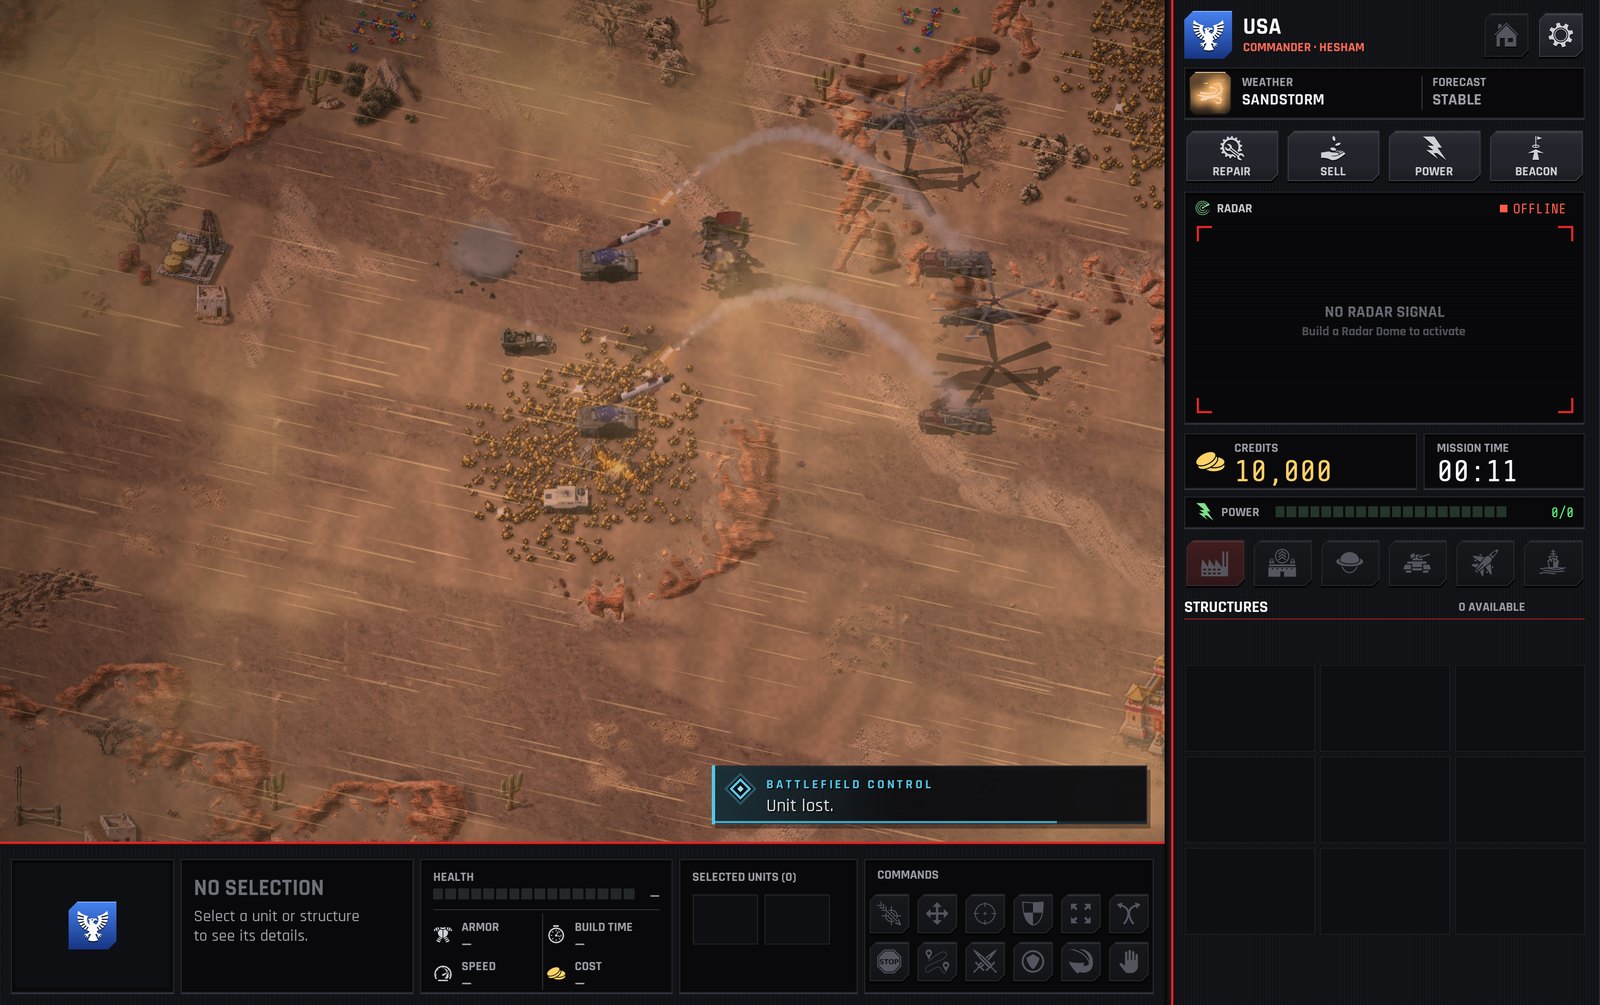 USA
COMMANDER · HESHAM
WEATHER
SANDSTORM
FORECAST
STABLE
REPAIR
SELL
POWER
BEACON
RADAR
OFFLINE
NO RADAR SIGNAL
Build a Radar Dome to activate
CREDITS
10,000
MISSION TIME
00:11
POWER
0/0
STRUCTURES
0 AVAILABLE
BATTLEFIELD CONTROL
Unit lost.
NO SELECTION
Select a unit or structure
to see its details.
HEALTH
—
ARMOR
—
BUILD TIME
—
SPEED
—
COST
—
SELECTED UNITS (0)
COMMANDS
STOP